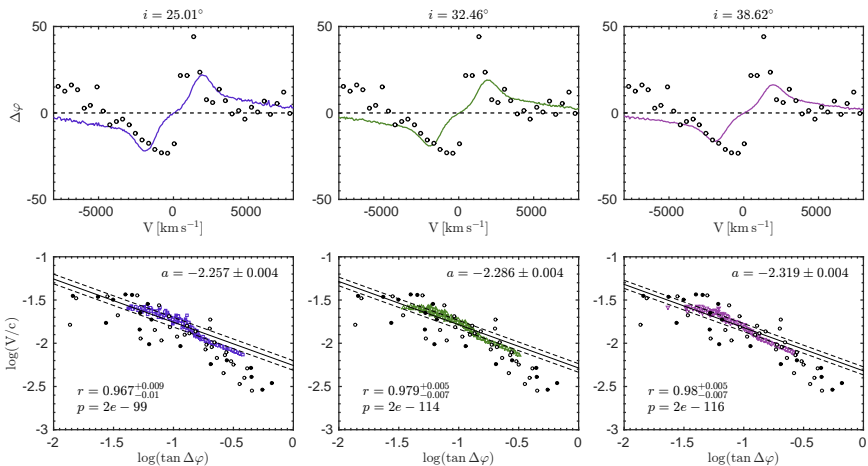 i = 25.01°
i = 32.46°
i = 38.62°
Δφ
50
0
-50
-5000 0 5000
V [km s⁻¹]
50
0
-50
-5000 0 5000
V [km s⁻¹]
50
0
-50
-5000 0 5000
V [km s⁻¹]
log(V/c)
-1
-1.5
-2
-2.5
-3
a = −2.257 ± 0.004
r = 0.967 +0.009 −0.01
p = 2e − 99
-2 -1.5 -1 -0.5 0
log(tan Δφ)
-1
-1.5
-2
-2.5
-3
a = −2.286 ± 0.004
r = 0.979 +0.005 −0.007
p = 2e − 114
-2 -1.5 -1 -0.5 0
log(tan Δφ)
-1
-1.5
-2
-2.5
-3
a = −2.319 ± 0.004
r = 0.98 +0.005 −0.007
p = 2e − 116
-2 -1.5 -1 -0.5 0
log(tan Δφ)